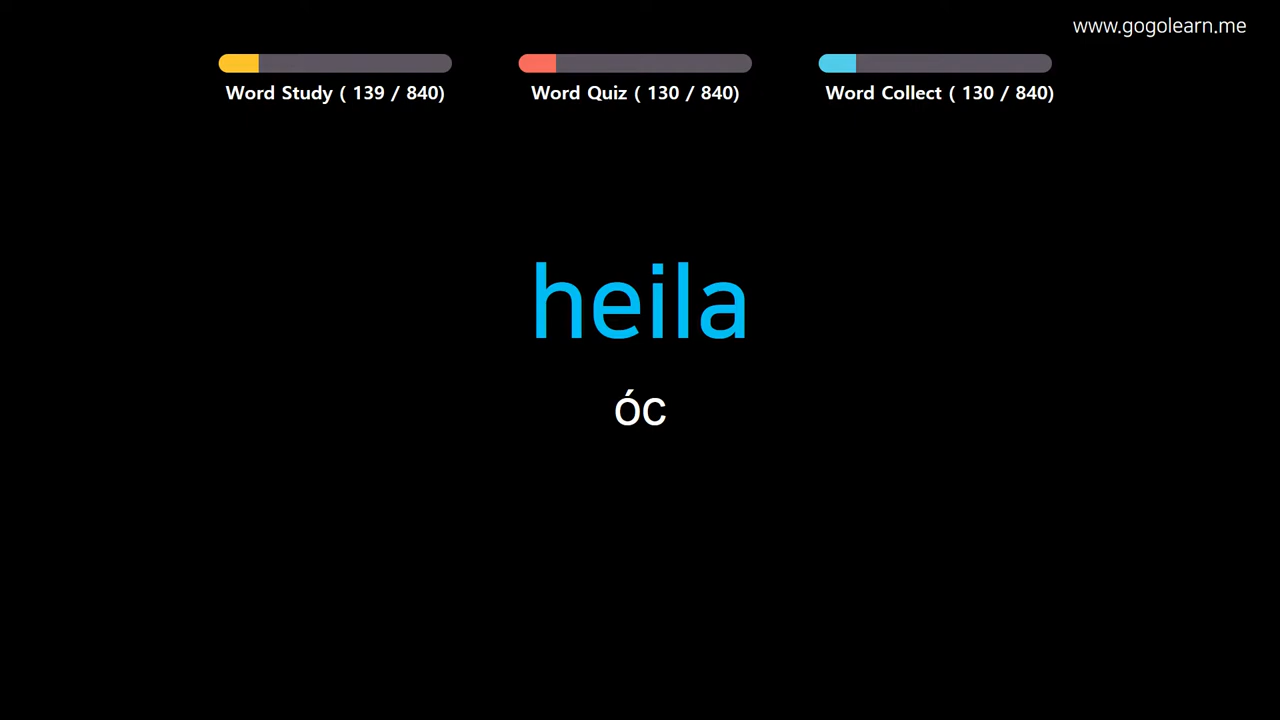 www.gogolearn.me
Word Study ( 139 / 840)
Word Quiz ( 130 / 840)
Word Collect ( 130 / 840)
heila
óc